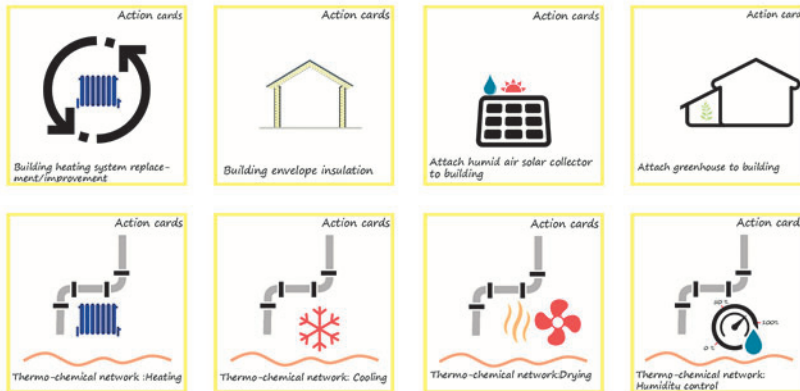 Action cards
Building heating system replace-
ment/improvement
Action cards
Building envelope insulation
Action cards
Attach humid air solar collector
to building
Action cards
Attach greenhouse to building
Action cards
Thermo-chemical network :Heating
Action cards
Thermo-chemical network: Cooling
Action cards
Thermo-chemical network:Drying
Action cards
0%
100%
Thermo-chemical network:
Humidity control